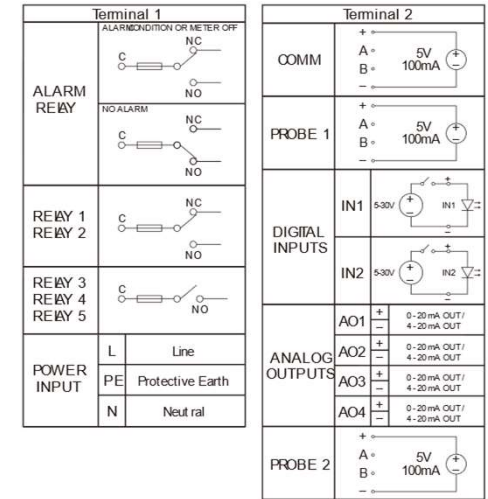 Terminal 1
ALARM CONDITION OR METER OFF
NC
C
NO
ALARM
RELAY
NO ALARM
NC
C
NO
RELAY 1
RELAY 2
NC
C
NO
RELAY 3
RELAY 4
RELAY 5
C
NO
POWER
INPUT
L Line
PE Protective Earth
N Neutral
Terminal 2
COMM
+
A
B
-
5V
100mA
+
-
PROBE 1
+
A
B
-
5V
100mA
+
-
DIGITAL
INPUTS
IN1 5-30V + - + IN1 -
IN2 5-30V + - + IN2 -
ANALOG
OUTPUTS
AO1 + - 0-20 mA OUT/
4-20 mA OUT
AO2 + - 0-20 mA OUT/
4-20 mA OUT
AO3 + - 0-20 mA OUT/
4-20 mA OUT
AO4 + - 0-20 mA OUT/
4-20 mA OUT
PROBE 2
+
A
B
-
5V
100mA
+
-